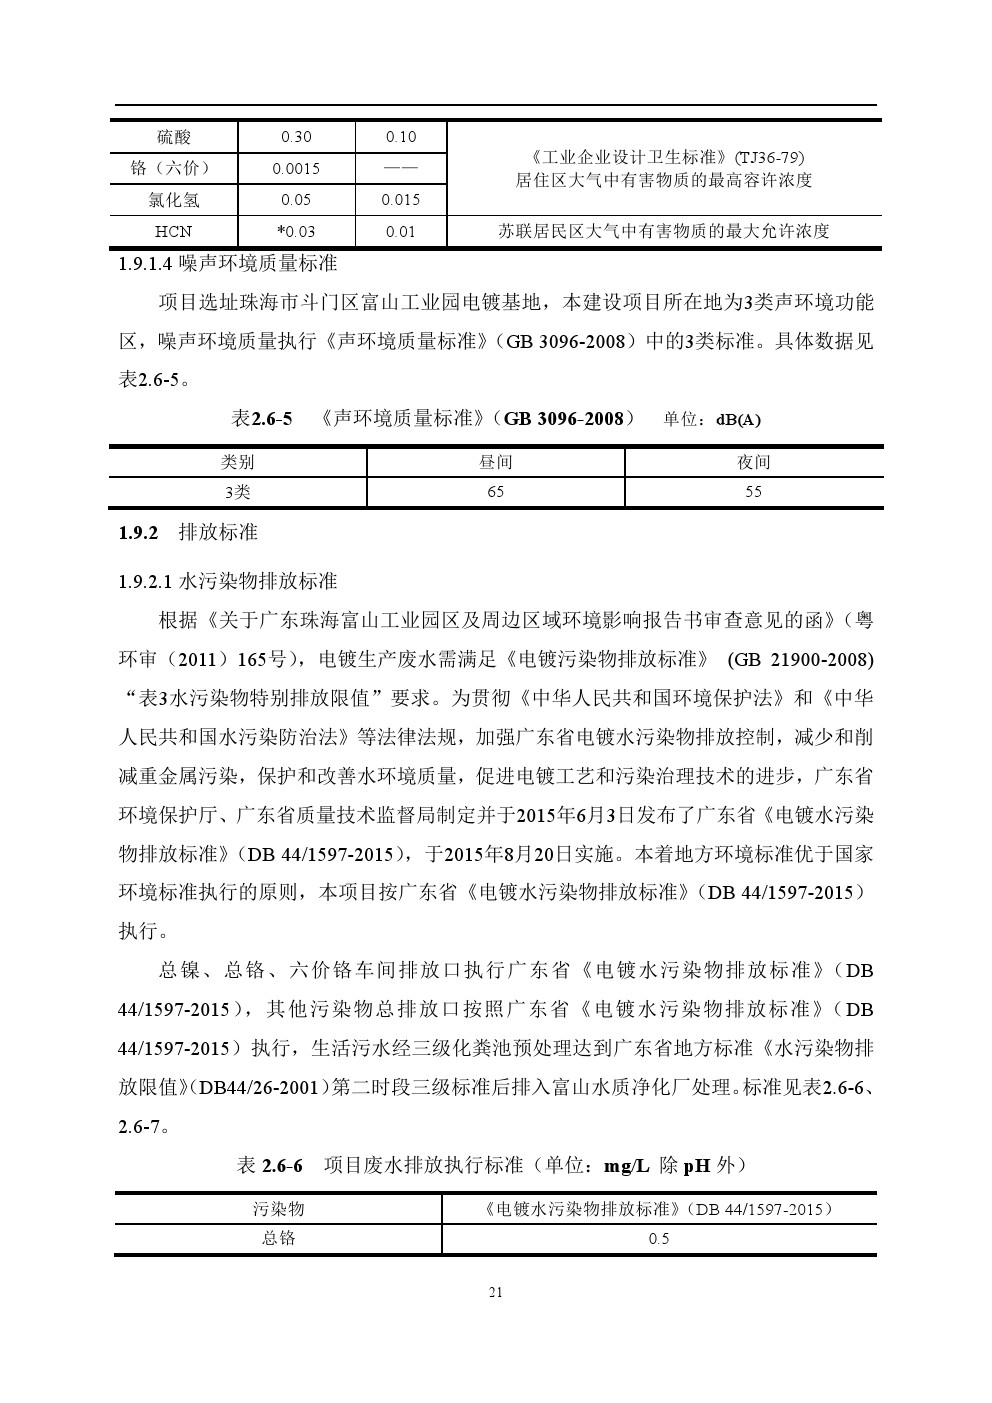 硫酸 0.30 0.10
《工业企业设计卫生标准》(TJ36-79)
铬（六价） 0.0015 ——
居住区大气中有害物质的最高容许浓度
氯化氢 0.05 0.015
HCN *0.03 0.01 苏联居民区大气中有害物质的最大允许浓度
1.9.1.4 噪声环境质量标准
项目选址珠海市斗门区富山工业园电镀基地，本建设项目所在地为3类声环境功能
区，噪声环境质量执行《声环境质量标准》（GB 3096-2008）中的3类标准。具体数据见
表2.6-5。
表2.6-5 《声环境质量标准》（GB 3096-2008） 单位：dB(A)
类别 昼间 夜间
3类 65 55
1.9.2 排放标准
1.9.2.1 水污染物排放标准
根据《关于广东珠海富山工业园区及周边区域环境影响报告书审查意见的函》（粤
环审（2011）165号），电镀生产废水需满足《电镀污染物排放标准》 (GB 21900-2008)
“表3水污染物特别排放限值”要求。为贯彻《中华人民共和国环境保护法》和《中华
人民共和国水污染防治法》等法律法规，加强广东省电镀水污染物排放控制，减少和削
减重金属污染，保护和改善水环境质量，促进电镀工艺和污染治理技术的进步，广东省
环境保护厅、广东省质量技术监督局制定并于2015年6月3日发布了广东省《电镀水污染
物排放标准》（DB 44/1597-2015），于2015年8月20日实施。本着地方环境标准优于国家
环境标准执行的原则，本项目按广东省《电镀水污染物排放标准》（DB 44/1597-2015）
执行。
总镍、总铬、六价铬车间排放口执行广东省《电镀水污染物排放标准》（DB
44/1597-2015），其他污染物总排放口按照广东省《电镀水污染物排放标准》（DB
44/1597-2015）执行，生活污水经三级化粪池预处理达到广东省地方标准《水污染物排
放限值》（DB44/26-2001）第二时段三级标准后排入富山水质净化厂处理。标准见表2.6-6、
2.6-7。
表 2.6-6 项目废水排放执行标准（单位：mg/L 除 pH 外）
污染物 《电镀水污染物排放标准》（DB 44/1597-2015）
总铬 0.5
21